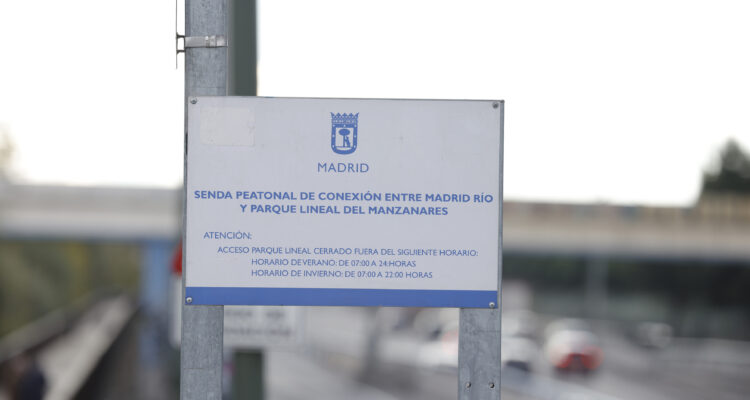 MADRID
SENDA PEATONAL DE CONEXIÓN ENTRE MADRID RÍO
Y PARQUE LINEAL DEL MANZANARES
ATENCIÓN:
ACCESO PARQUE LINEAL CERRADO FUERA DEL SIGUIENTE HORARIO:
HORARIO DE VERANO: DE 07:00 A 24:HORAS
HORARIO DE INVIERNO: DE 07:00 A 22:00 HORAS